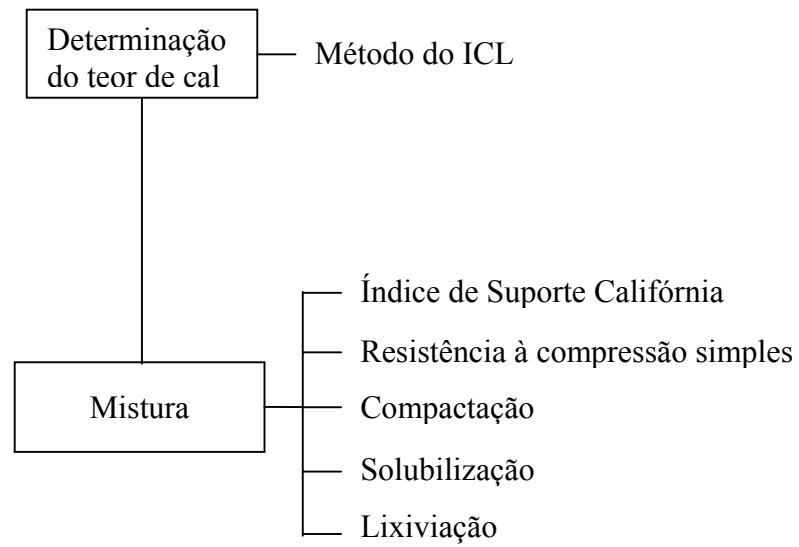 Determinação
do teor de cal
Método do ICL
Índice de Suporte Califórnia
Resistência à compressão simples
Mistura
Compactação
Solubilização
Lixiviação